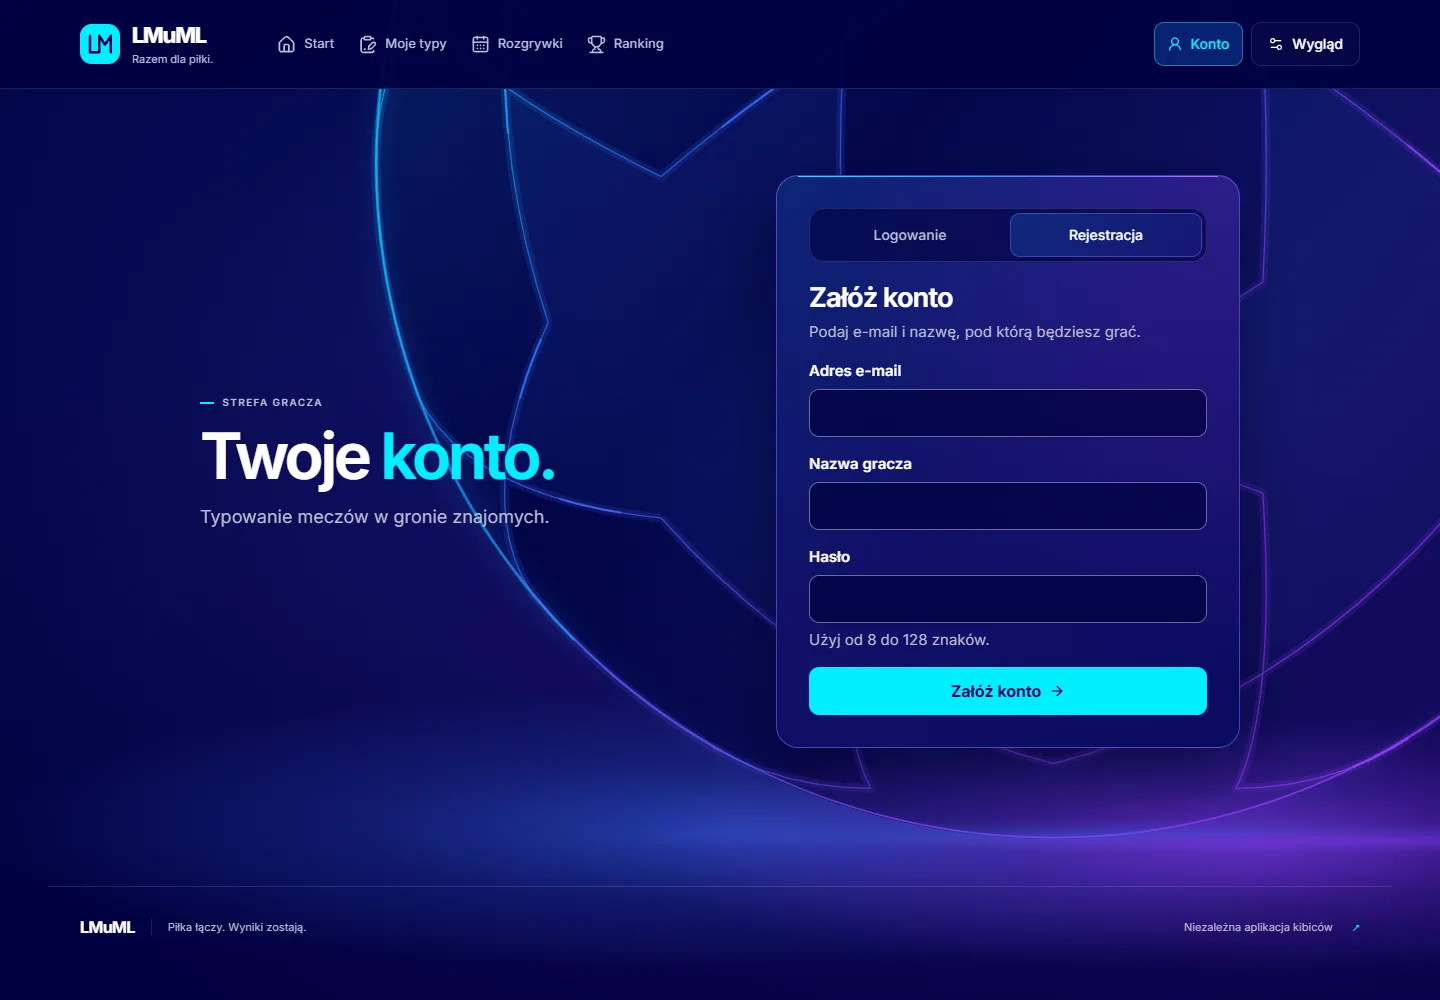 LM
LMuML
Razem dla piłki.
Start
Moje typy
Rozgrywki
Ranking
Konto
Wygląd
STREFA GRACZA
Twoje konto.
Typowanie meczów w gronie znajomych.
Logowanie
Rejestracja
Załóż konto
Podaj e-mail i nazwę, pod którą będziesz grać.
Adres e-mail
Nazwa gracza
Hasło
Użyj od 8 do 128 znaków.
Załóż konto →
LMuML
Piłka łączy. Wyniki zostają.
Niezależna aplikacja kibiców ↗